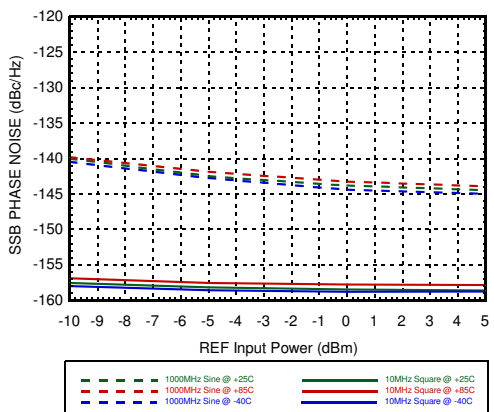 -120
-125
-130
-135
-140
-145
-150
-155
-160
SSB PHASE NOISE (dBc/Hz)
-10 -9 -8 -7 -6 -5 -4 -3 -2 -1 0 1 2 3 4 5
REF Input Power (dBm)
1000MHz Sine @ +25C 10MHz Square @ +25C
1000MHz Sine @ +85C 10MHz Square @ +85C
1000MHz Sine @ -40C 10MHz Square @ -40C